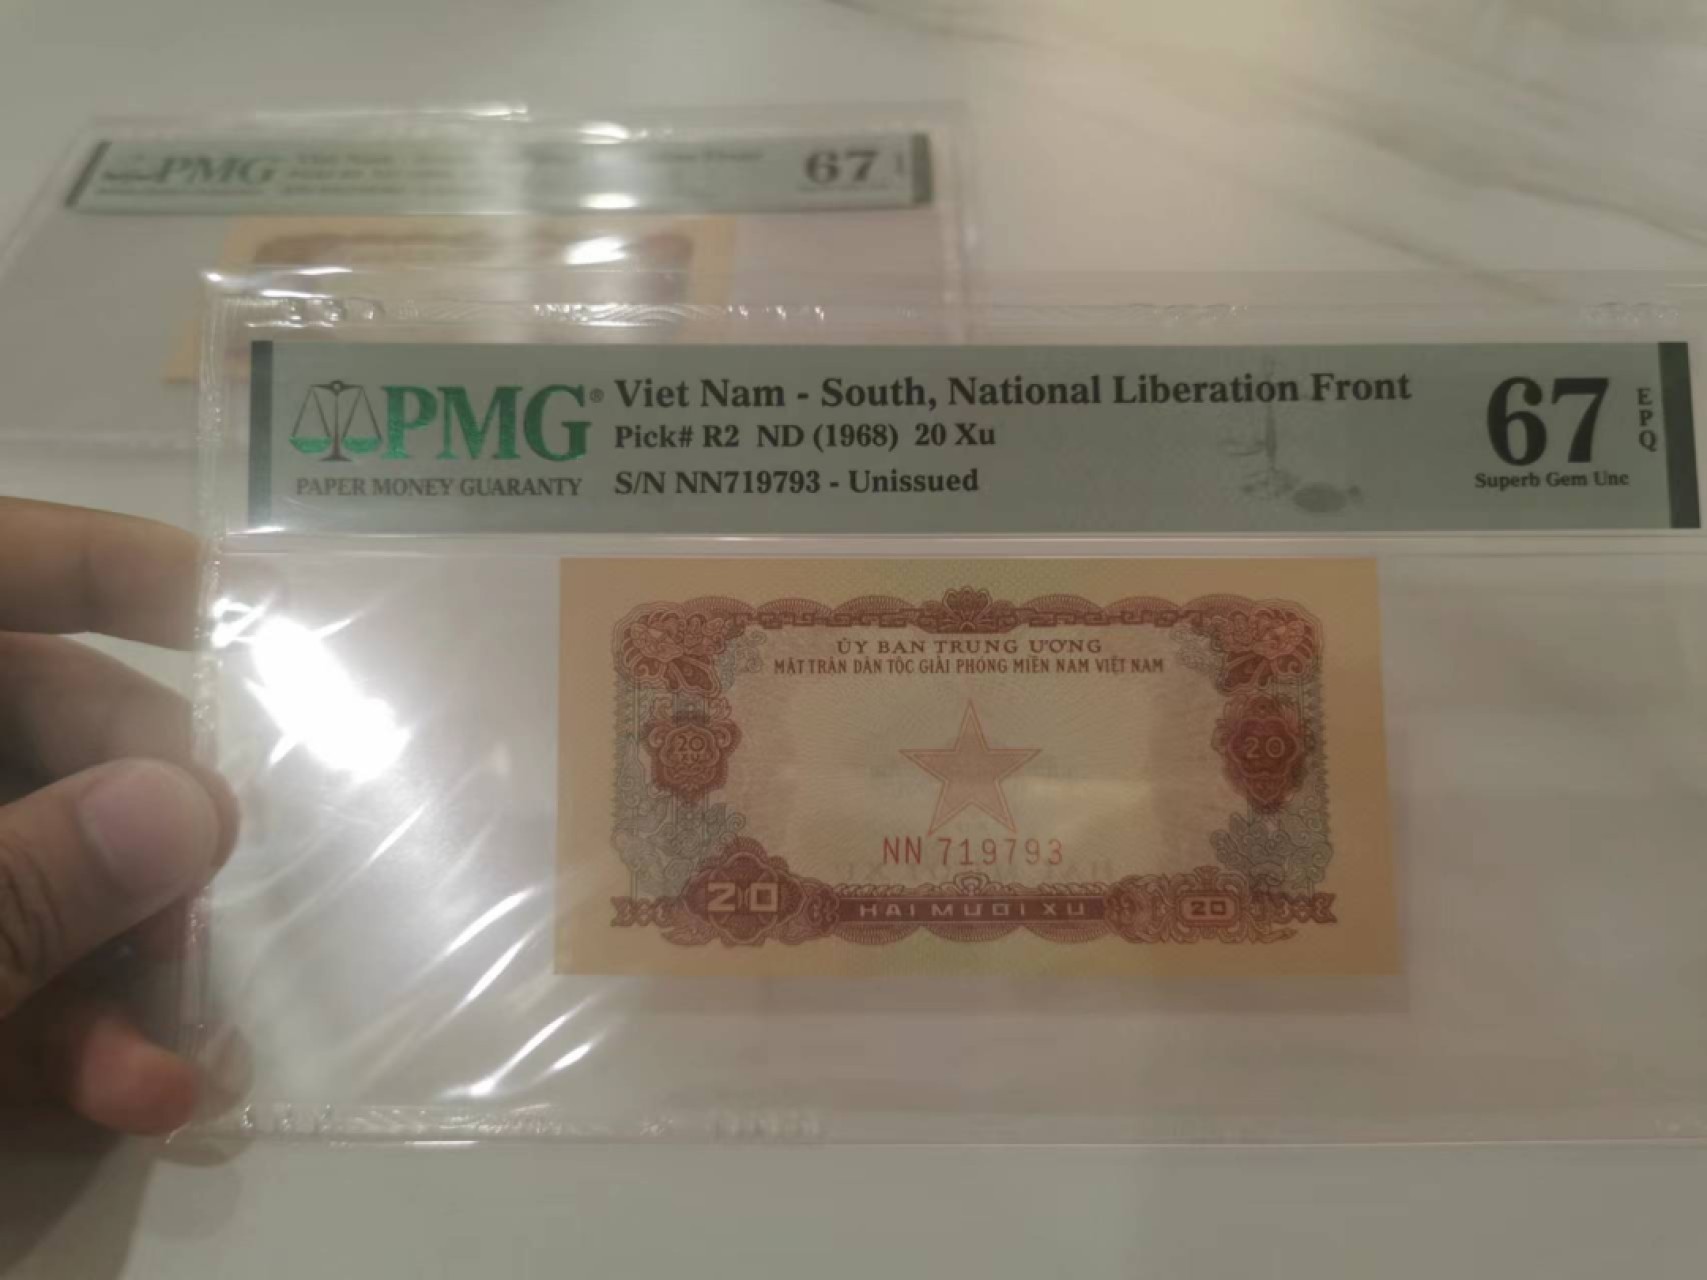 PMG
67
PMG®
PAPER MONEY GUARANTY
Viet Nam - South, National Liberation Front
Pick# R2 ND (1968) 20 Xu
S/N NN719793 - Unissued
67
EPQ
Superb Gem Unc
ỦY BAN TRUNG ƯƠNG
MẶT TRẬN DÂN TỘC GIẢI PHÓNG MIỀN NAM VIỆT NAM
20
XU
20
NN 719793
20
HAI MƯƠI XU
20